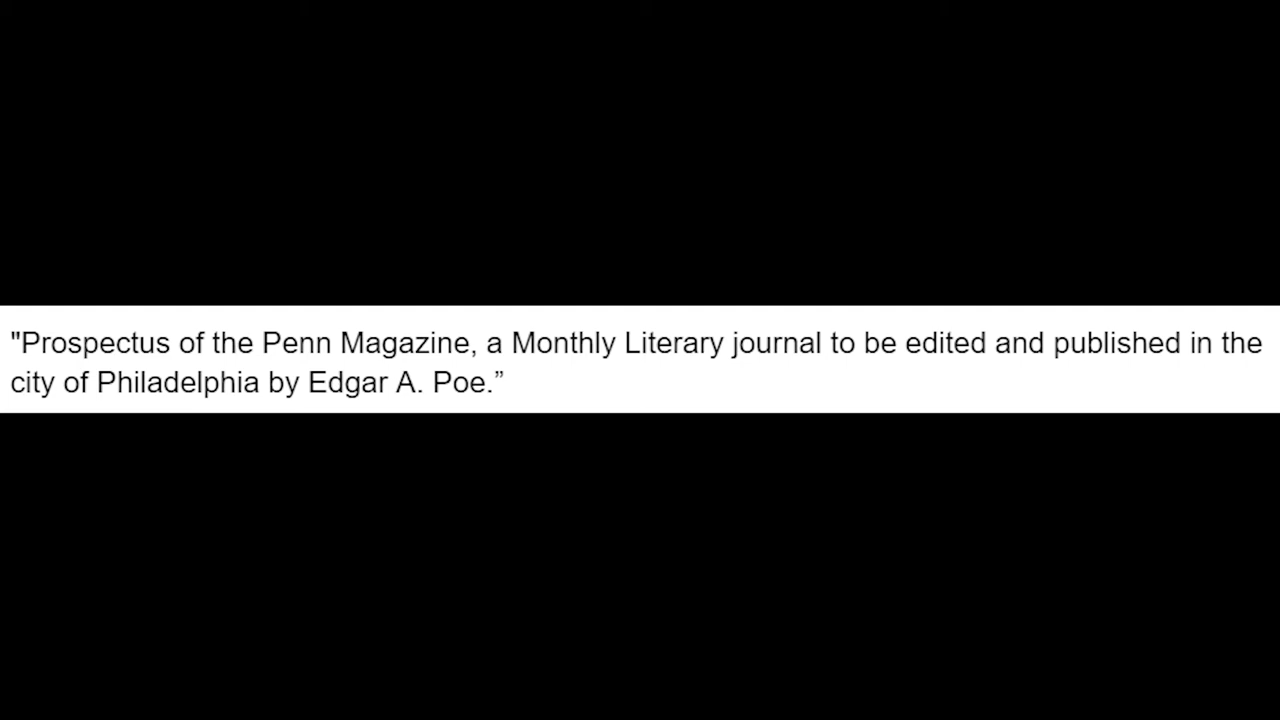 "Prospectus of the Penn Magazine, a Monthly Literary journal to be edited and published in the
city of Philadelphia by Edgar A. Poe.”